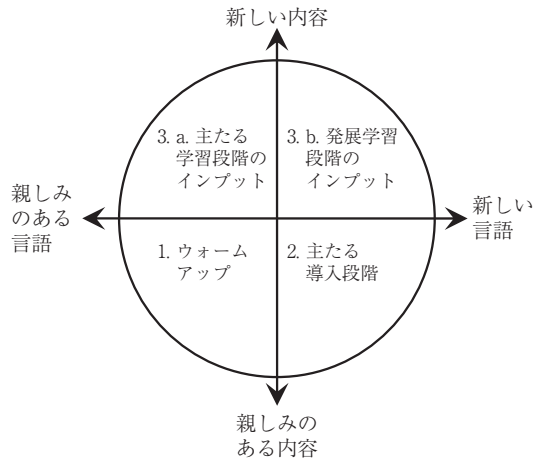 新しい内容
3. a. 主たる
学習段階の
インプット
3. b. 発展学習
段階の
インプット
親しみ
のある
言語
新しい
言語
1. ウォーム
アップ
2. 主たる
導入段階
親しみの
ある内容